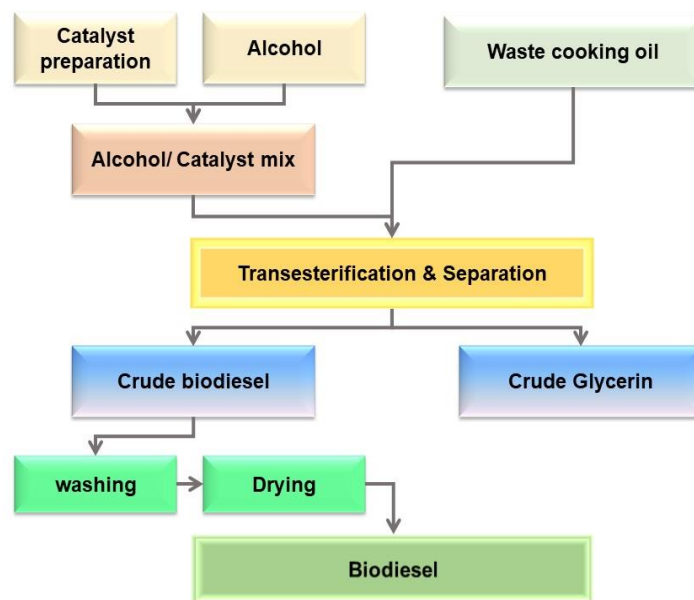 Catalyst
preparation
Alcohol
Waste cooking oil
Alcohol/ Catalyst mix
Transesterification & Separation
Crude biodiesel
Crude Glycerin
washing
Drying
Biodiesel